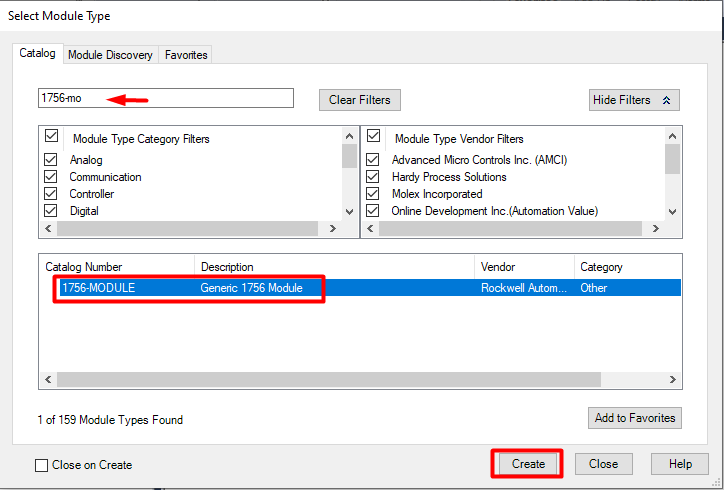 Select Module Type
Catalog Module Discovery Favorites
1756-mo Clear Filters Hide Filters
Module Type Category Filters
Analog
Communication
Controller
Digital
Module Type Vendor Filters
Advanced Micro Controls Inc. (AMCI)
Hardy Process Solutions
Molex Incorporated
Online Development Inc.(Automation Value)
Catalog Number Description Vendor Category
1756-MODULE Generic 1756 Module Rockwell Autom... Other
1 of 159 Module Types Found Add to Favorites
Close on Create Create Close Help